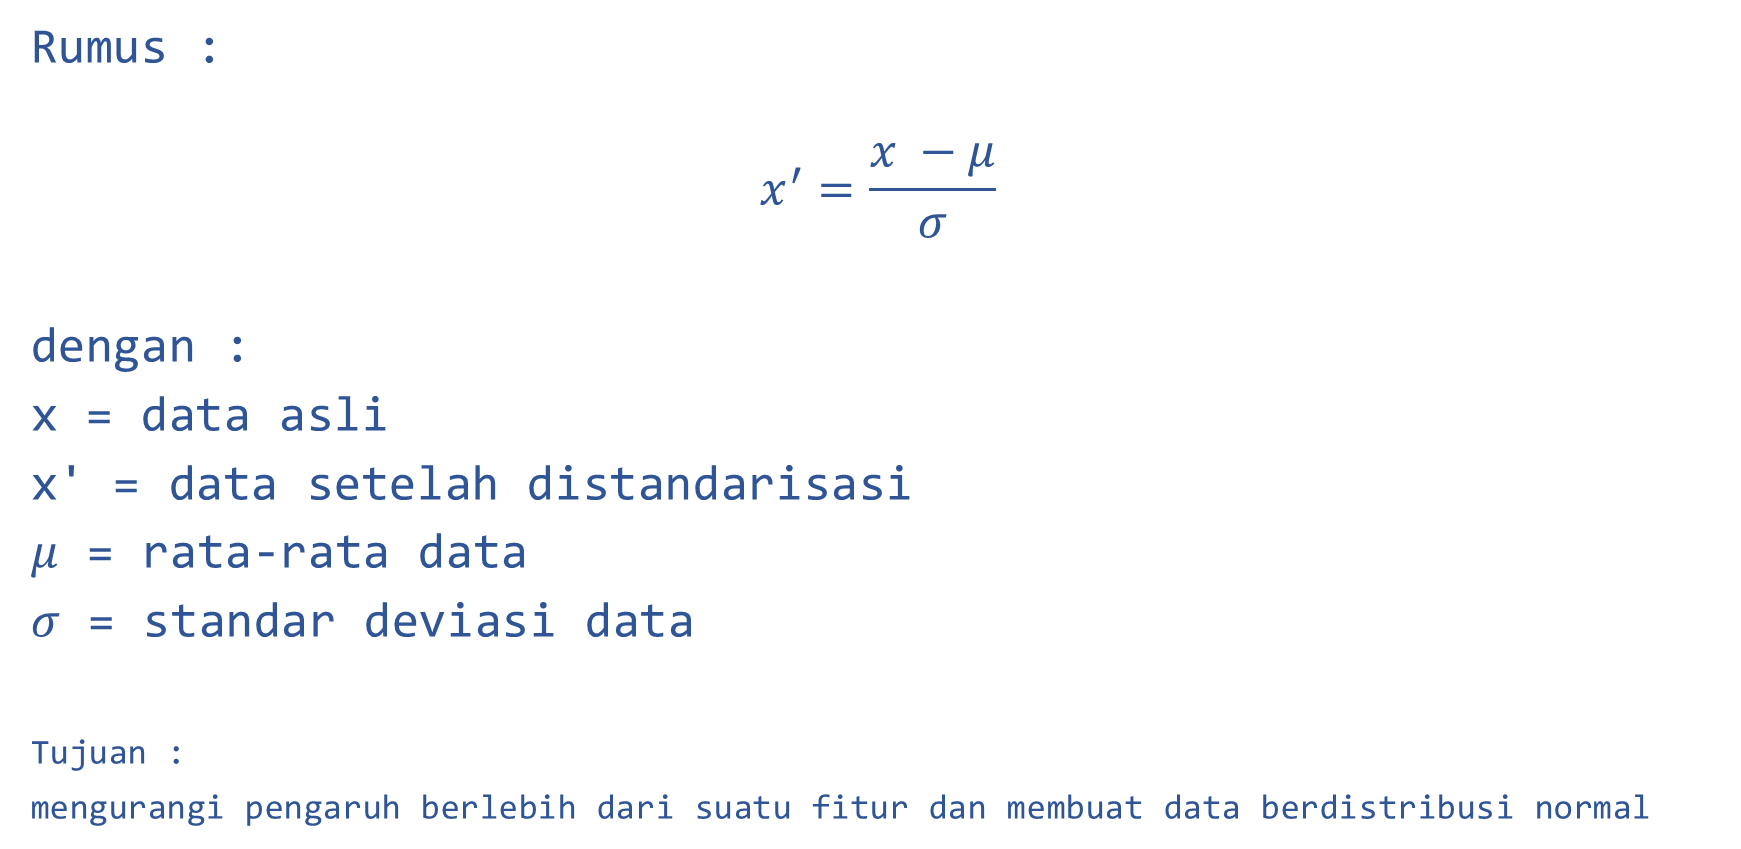 Rumus :
x′ = (x − μ) / σ
dengan :
x = data asli
x' = data setelah distandarisasi
μ = rata-rata data
σ = standar deviasi data
Tujuan :
mengurangi pengaruh berlebih dari suatu fitur dan membuat data berdistribusi normal